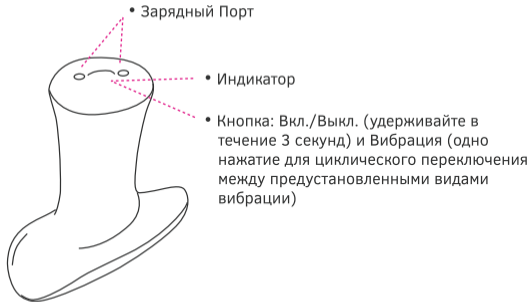 • Зарядный Порт
• Индикатор
• Кнопка: Вкл./Выкл. (удерживайте в
течение 3 секунд) и Вибрация (одно
нажатие для циклического переключения
между предустановленными видами
вибрации)